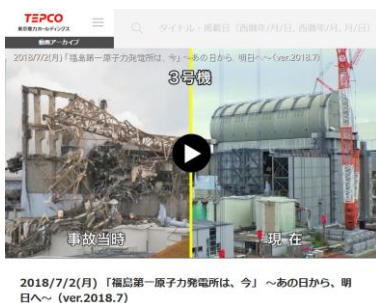 TEPCO
東京電力ホールディングス
動画アーカイブ
タイトル・掲載日（西暦年/月/日, 西暦年/月, 月/日）
2018/7/2(月)「福島第一原子力発電所は、今」～あの日から、明日へ～(ver.2018.7)
3号機
事故当時
現在
2018/7/2(月) 「福島第一原子力発電所は、今」 ～あの日から、明
日へ～（ver.2018.7）